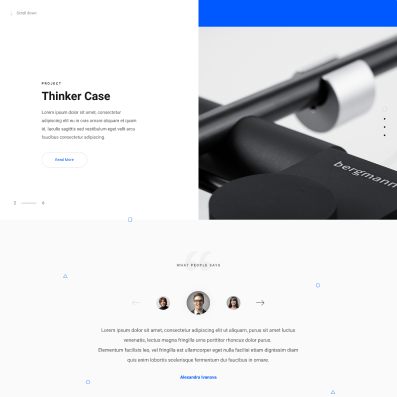 Scroll down
PROJECT
Thinker Case
Lorem ipsum dolor sit amet, consectetur
adipiscing elit eu in cras ornare aliquam et quam
id, iaculis sagittis sed vestibulum eget velit arcu
faucibus consectetur adipiscing.
Read More
bergmann
WHAT PEOPLE SAYS
Lorem ipsum dolor sit amet, consectetur adipiscing elit ut aliquam, purus sit amet luctus
venenatis, lectus magna fringilla urna porttitor rhoncus dolor purus.
Elementum facilisis leo, vel fringilla est ullamcorper eget nulla facilisi etiam dignissim diam
quis enim lobortis scelerisque fermentum dui faucibus in ornare.
Alexandra Ivanova